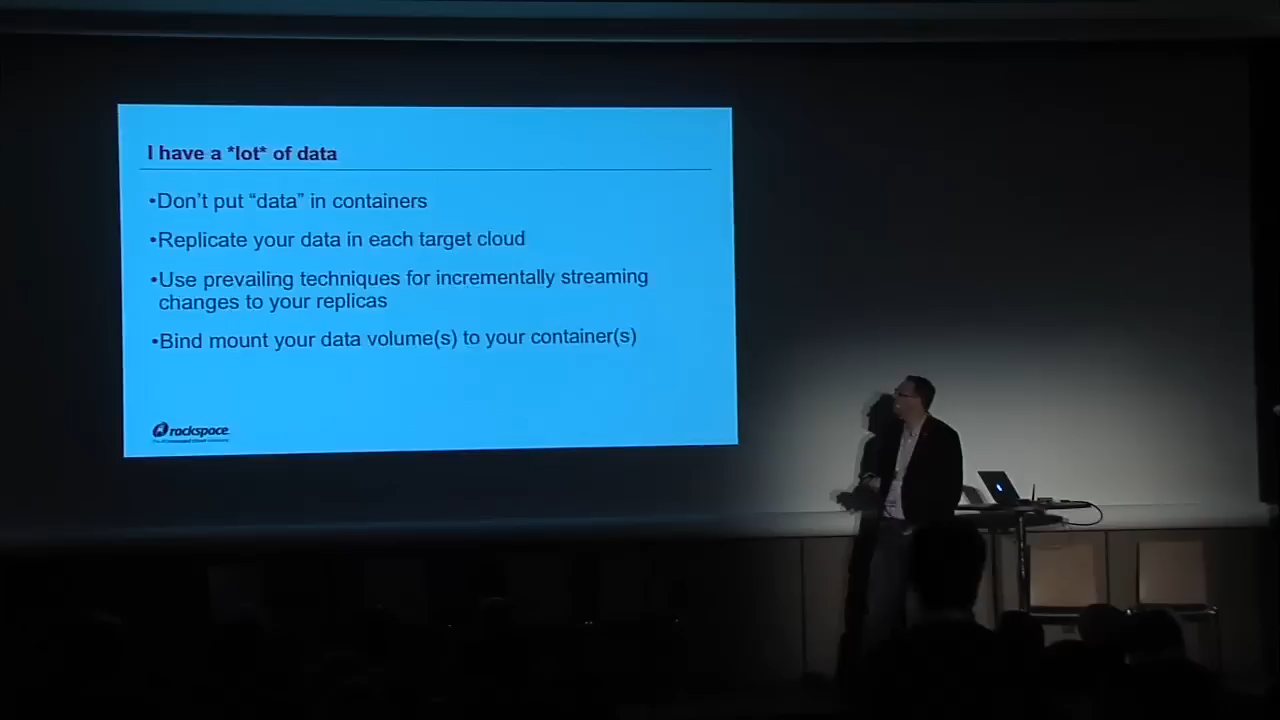 I have a *lot* of data
•Don't put “data” in containers
•Replicate your data in each target cloud
•Use prevailing techniques for incrementally streaming
changes to your replicas
•Bind mount your data volume(s) to your container(s)
rackspace